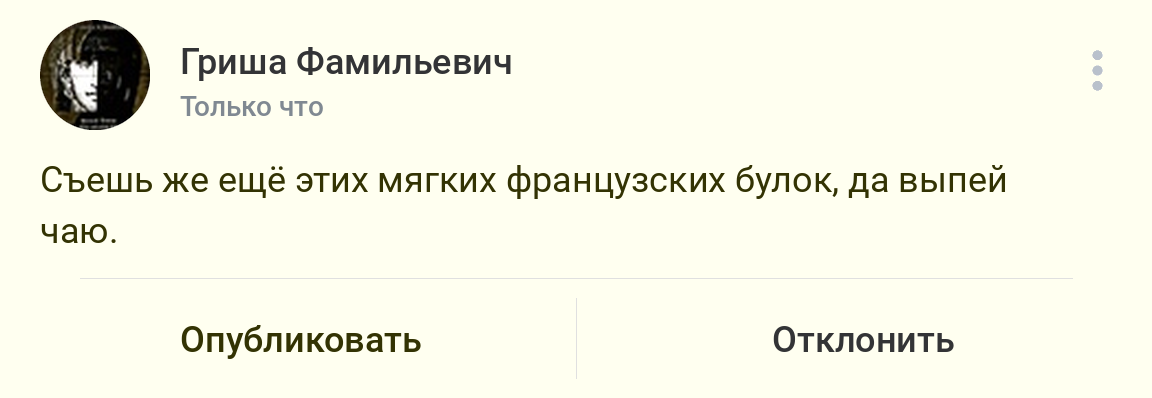 Гриша Фамильевич
Только что
Съешь же ещё этих мягких французских булок, да выпей
чаю.
Опубликовать
Отклонить